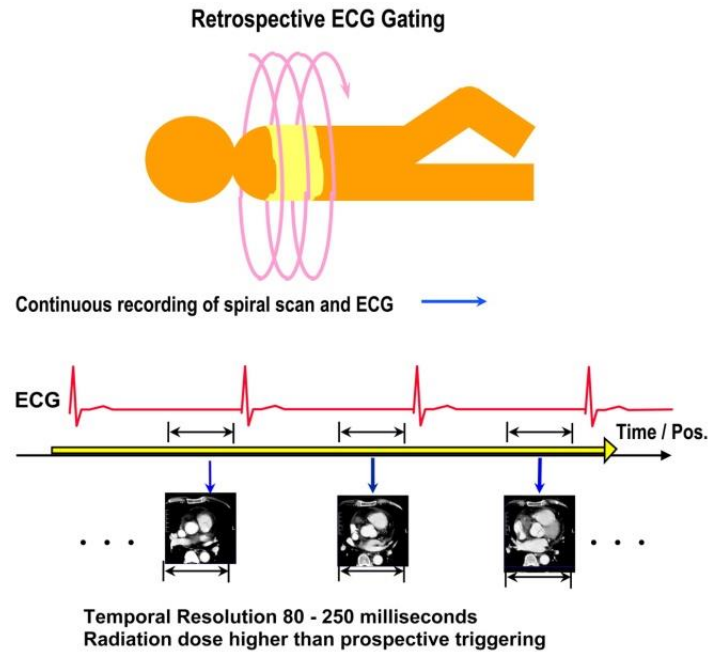 Retrospective ECG Gating
Continuous recording of spiral scan and ECG
ECG
Time / Pos.
. . .
. . .
Temporal Resolution 80 - 250 milliseconds
Radiation dose higher than prospective triggering